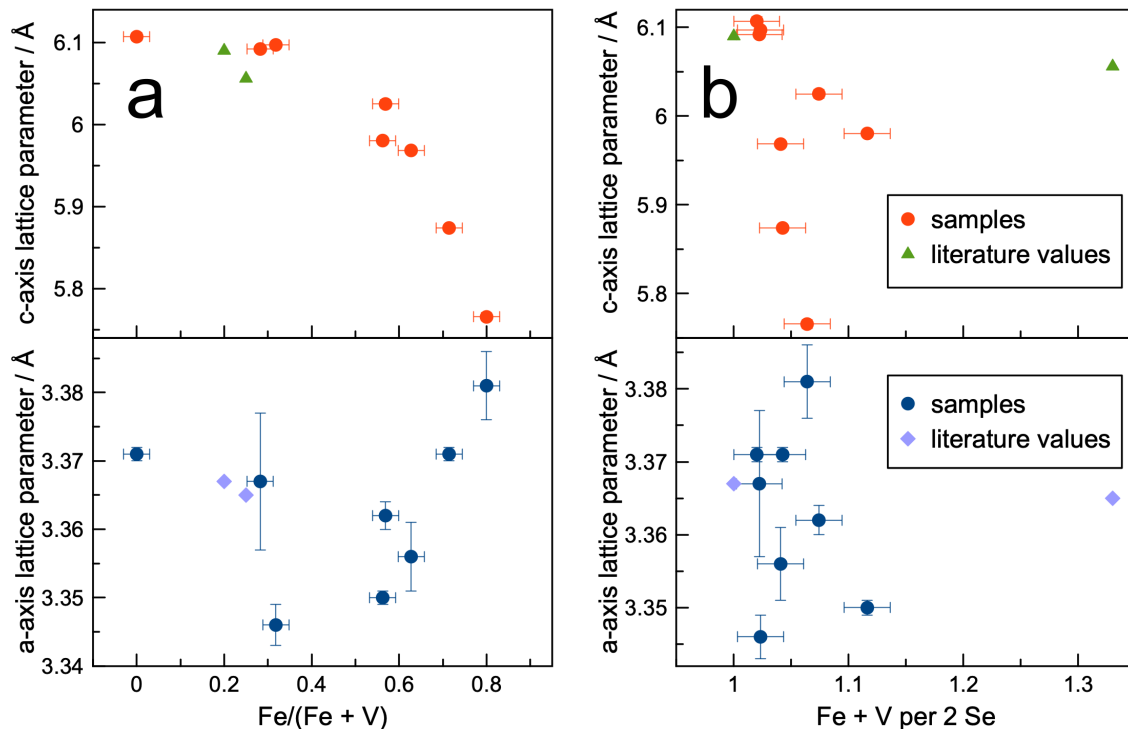 a
c-axis lattice parameter / Å
6.1
6
5.9
5.8
a-axis lattice parameter / Å
3.38
3.37
3.36
3.35
3.34
0
0.2
0.4
0.6
0.8
Fe/(Fe + V)
b
c-axis lattice parameter / Å
6.1
6
5.9
5.8
samples
literature values
a-axis lattice parameter / Å
3.38
3.37
3.36
3.35
samples
literature values
1
1.1
1.2
1.3
Fe + V per 2 Se